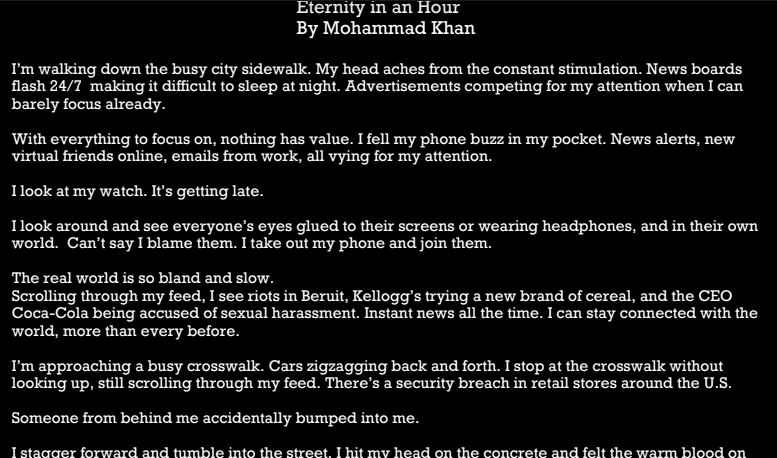 Eternity in an Hour
By Mohammad Khan
I'm walking down the busy city sidewalk. My head aches from the constant stimulation. News boards
flash 24/7  making it difficult to sleep at night. Advertisements competing for my attention when I can
barely focus already.
With everything to focus on, nothing has value. I fell my phone buzz in my pocket. News alerts, new
virtual friends online, emails from work, all vying for my attention.
I look at my watch. It's getting late.
I look around and see everyone's eyes glued to their screens or wearing headphones, and in their own
world.  Can't say I blame them. I take out my phone and join them.
The real world is so bland and slow.
Scrolling through my feed, I see riots in Beruit, Kellogg's trying a new brand of cereal, and the CEO
Coca-Cola being accused of sexual harassment. Instant news all the time. I can stay connected with the
world, more than every before.
I'm approaching a busy crosswalk. Cars zigzagging back and forth. I stop at the crosswalk without
looking up, still scrolling through my feed. There's a security breach in retail stores around the U.S.
Someone from behind me accidentally bumped into me.
I stagger forward and tumble into the street. I hit my head on the concrete and felt the warm blood on